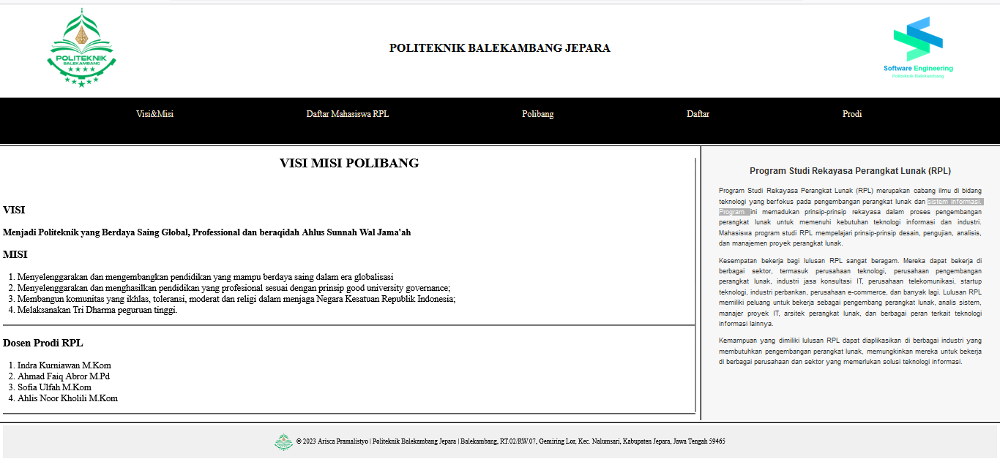 POLITEKNIK
BALEKAMBANG
POLITEKNIK BALEKAMBANG JEPARA
Software Engineering
Politeknik Balekambang
Visi&Misi
Daftar Mahasiswa RPL
Polibang
Daftar
Prodi
VISI MISI POLIBANG
VISI
Menjadi Politeknik yang Berdaya Saing Global, Professional dan beraqidah Ahlus Sunnah Wal Jama'ah
MISI
1. Menyelenggarakan dan mengembangkan pendidikan yang mampu berdaya saing dalam era globalisasi
2. Menyelenggarakan dan menghasilkan pendidikan yang profesional sesuai dengan prinsip good university governance;
3. Membangun komunitas yang ikhlas, toleransi, moderat dan religi dalam menjaga Negara Kesatuan Republik Indonesia;
4. Melaksanakan Tri Dharma peguruan tinggi.
Dosen Prodi RPL
1. Indra Kurniawan M.Kom
2. Ahmad Faiq Abror M.Pd
3. Sofia Ulfah M.Kom
4. Ahlis Noor Kholili M.Kom
Program Studi Rekayasa Perangkat Lunak (RPL)
Program Studi Rekayasa Perangkat Lunak (RPL) merupakan cabang ilmu di bidang
teknologi yang berfokus pada pengembangan perangkat lunak dan sistem informasi.
Program ini memadukan prinsip-prinsip rekayasa dalam proses pengembangan
perangkat lunak untuk memenuhi kebutuhan teknologi informasi dan industri.
Mahasiswa program studi RPL mempelajari prinsip-prinsip desain, pengujian, analisis,
dan manajemen proyek perangkat lunak.
Kesempatan bekerja bagi lulusan RPL sangat beragam. Mereka dapat bekerja di
berbagai sektor, termasuk perusahaan teknologi, perusahaan pengembangan
perangkat lunak, industri jasa konsultasi IT, perusahaan telekomunikasi, startup
teknologi, industri perbankan, perusahaan e-commerce, dan banyak lagi. Lulusan RPL
memiliki peluang untuk bekerja sebagai pengembang perangkat lunak, analis sistem,
manajer proyek IT, arsitek perangkat lunak, dan berbagai peran terkait teknologi
informasi lainnya.
Kemampuan yang dimiliki lulusan RPL dapat diaplikasikan di berbagai industri yang
membutuhkan pengembangan perangkat lunak, memungkinkan mereka untuk bekerja
di berbagai perusahaan dan sektor yang memerlukan solusi teknologi informasi.
© 2023 Arisca Pramalistyo | Politeknik Balekambang Jepara | Balekambang, RT.02/RW.07, Gemiring Lor, Kec. Nalumsari, Kabupaten Jepara, Jawa Tengah 59465